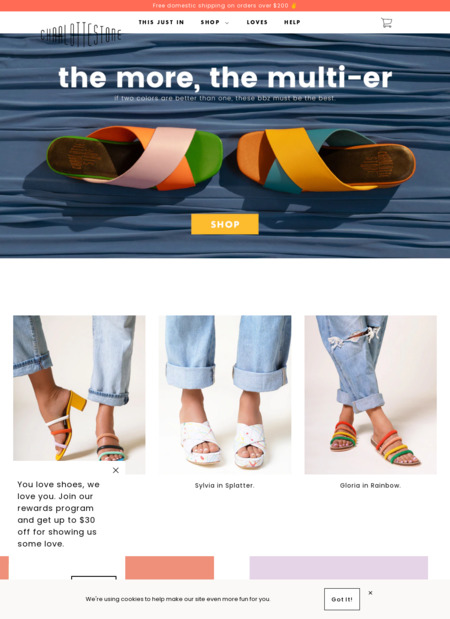 Free domestic shipping on orders over $200 ✌️
CHARLOTTE STONE
THIS JUST IN SHOP LOVES HELP
the more, the multi-er
if two colors are better than one, these bbz must be the best.
SHOP
Sylvia in Splatter.
Gloria in Rainbow.
You love shoes, we
love you. Join our
rewards program
and get up to $30
off for showing us
some love.
We're using cookies to help make our site even more fun for you.
Got It!